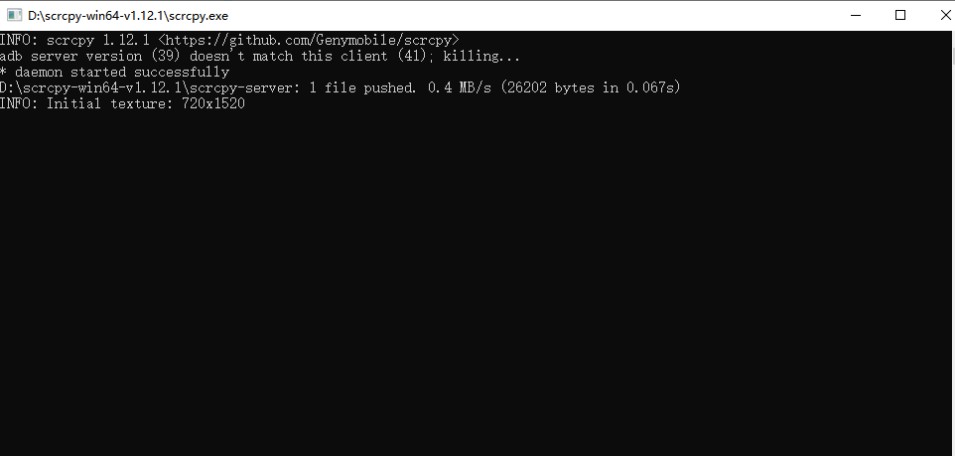 D:\scrcpy-win64-v1.12.1\scrcpy.exe
INFO: scrcpy 1.12.1 <https://github.com/Genymobile/scrcpy>
adb server version (39) doesn't match this client (41); killing...
* daemon started successfully
D:\scrcpy-win64-v1.12.1\scrcpy-server: 1 file pushed. 0.4 MB/s (26202 bytes in 0.067s)
INFO: Initial texture: 720x1520